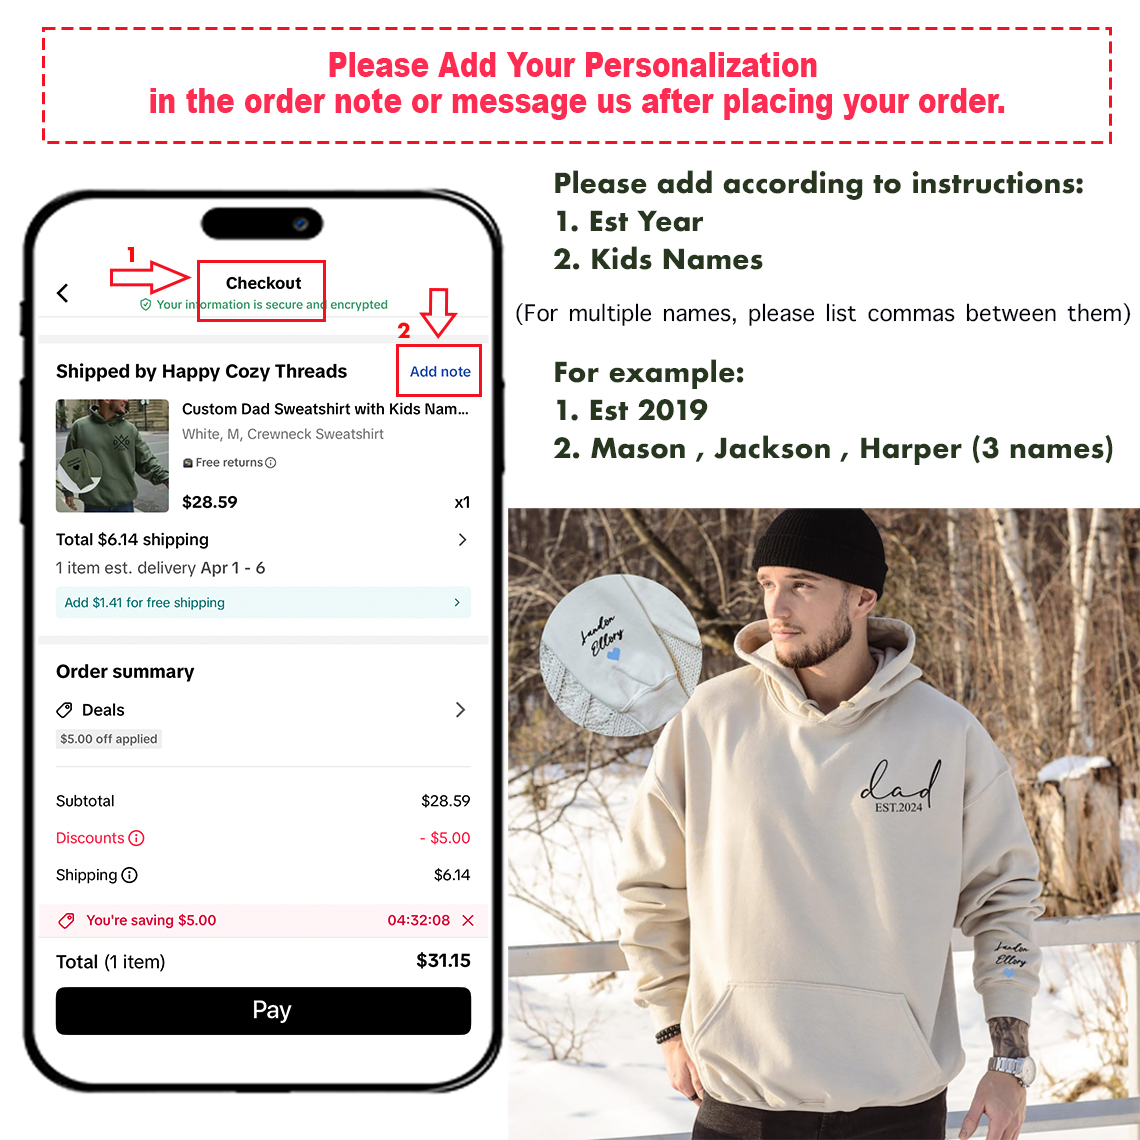 Please Add Your Personalization
in the order note or message us after placing your order.
Please add according to instructions:
1. Est Year
2. Kids Names
(For multiple names, please list commas between them)
For example:
1. Est 2019
2. Mason , Jackson , Harper (3 names)
1
Checkout
Your information is secure and encrypted
2
Shipped by Happy Cozy Threads
Add note
Custom Dad Sweatshirt with Kids Nam...
White, M, Crewneck Sweatshirt
Free returns
$28.59
x1
Total $6.14 shipping
1 item est. delivery Apr 1 - 6
Add $1.41 for free shipping
Order summary
Deals
$5.00 off applied
Subtotal
$28.59
Discounts
- $5.00
Shipping
$6.14
You're saving $5.00
04:32:08
Total (1 item)
$31.15
Pay
Landon
Ellory
dad
EST.2024
Landon
Ellory